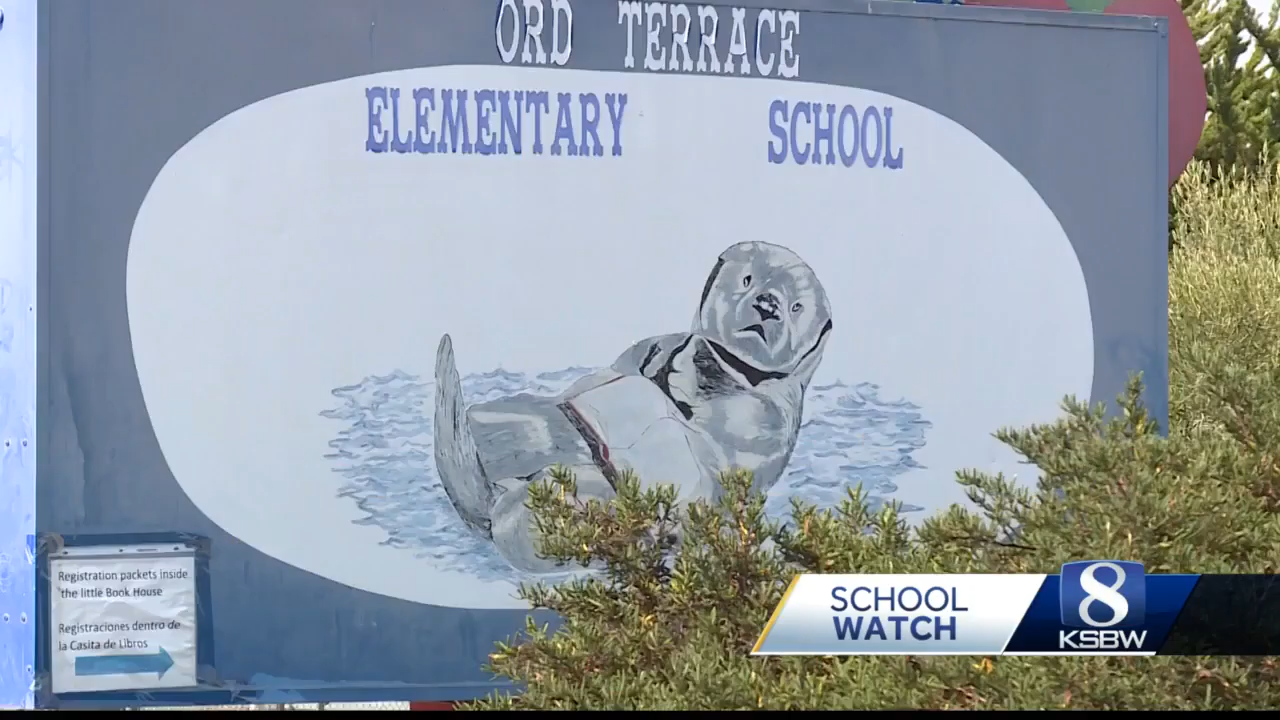 ORD TERRACE
ELEMENTARY SCHOOL
Registration packets inside
the little Book House
Registraciones dentro de
la Casita de Libros
SCHOOL
WATCH
8
KSBW